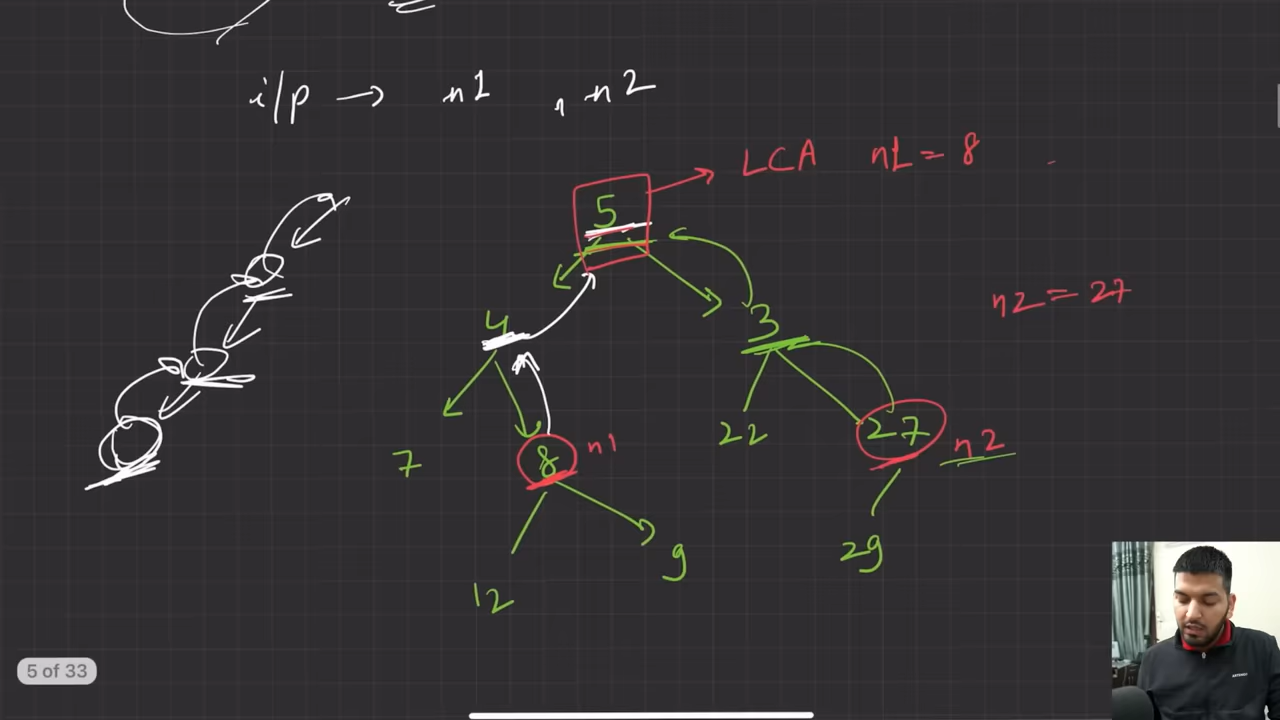 i/p → n1 , n2
LCA n1 = 8
5
n2 = 27
4
3
7
8 n1
22
27 n2
12
9
29
5 of 33